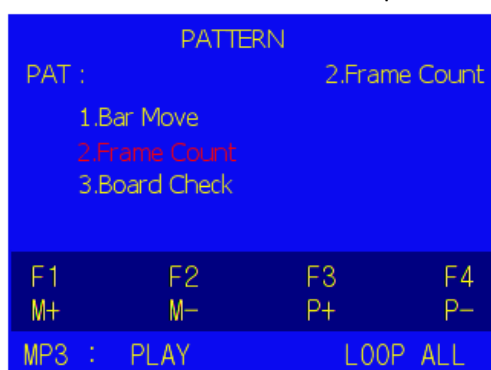 PATTERN
PAT : 2.Frame Count
1.Bar Move
2.Frame Count
3.Board Check
F1 F2 F3 F4
M+ M− P+ P−
MP3 : PLAY LOOP ALL